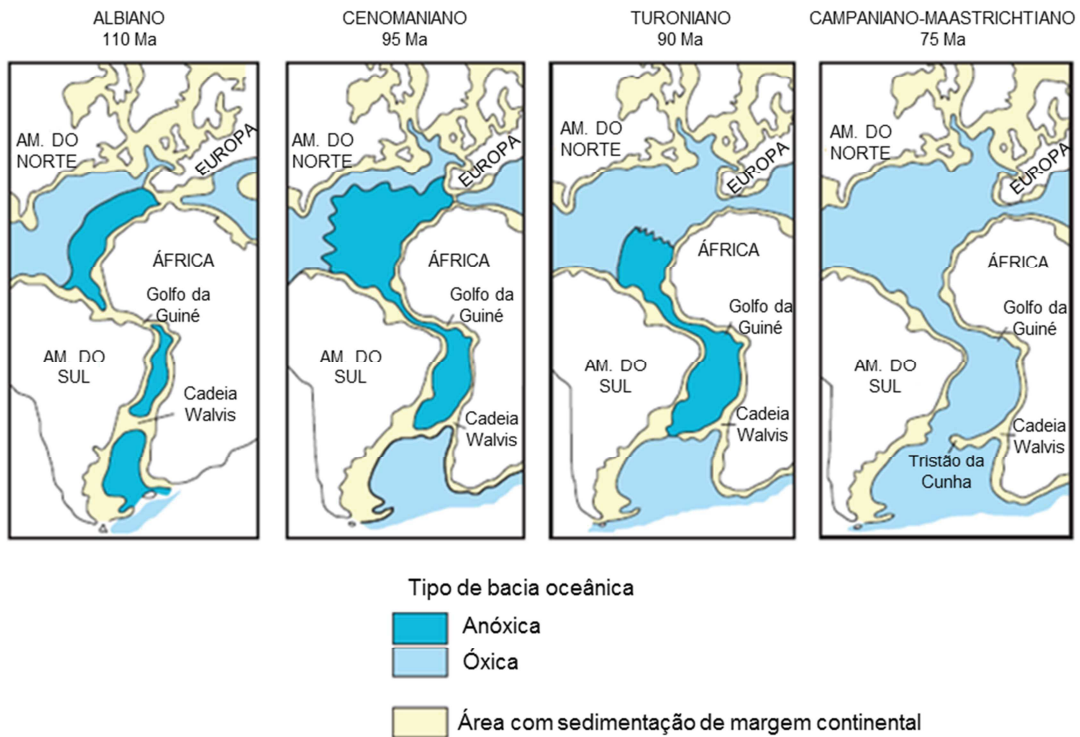 ALBIANO
110 Ma
CENOMANIANO
95 Ma
TURONIANO
90 Ma
CAMPANIANO-MAASTRICHTIANO
75 Ma
AM. DO
NORTE
EUROPA
ÁFRICA
Golfo da
Guiné
AM. DO
SUL
Cadeia
Walvis
AM. DO
NORTE
EUROPA
ÁFRICA
Golfo da
Guiné
AM. DO
SUL
Cadeia
Walvis
AM. DO
NORTE
EUROPA
ÁFRICA
Golfo da
Guiné
AM. DO
SUL
Cadeia
Walvis
AM. DO
NORTE
EUROPA
ÁFRICA
Golfo da
Guiné
AM. DO
SUL
Cadeia
Walvis
Tristão da
Cunha
Tipo de bacia oceânica
Anóxica
Óxica
Área com sedimentação de margem continental